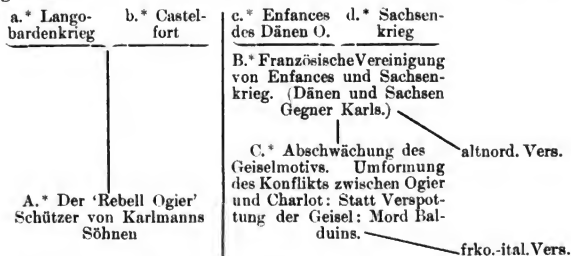 a.* Lango-
bardenkrieg
b.* Castel-
fort
c.* Enfances
des Dänen O.
d.* Sachsen-
krieg
B.* Französische Vereinigung
von Enfances und Sachsen-
krieg. (Dänen und Sachsen
Gegner Karls.)
altnord. Vers.
C.* Abschwächung des
Geiselmotivs. Umformung
des Konflikts zwischen Ogier
und Charlot: Statt Verspot-
tung der Geisel: Mord Bal-
duins.
A.* Der 'Rebell Ogier'
Schützer von Karlmanns
Söhnen
frko.-ital. Vers.